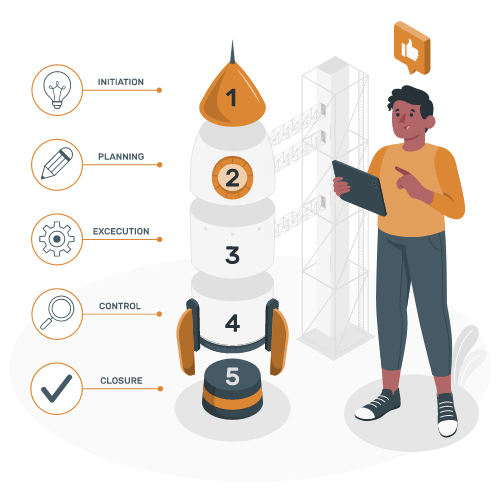 INITIATION
PLANNING
EXCECUTION
CONTROL
CLOSURE
1
2
3
4
5